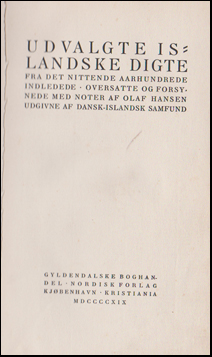 UDVALGTE IS=
LANDSKE DIGTE
FRA DET NITTENDE AARHUNDREDE
INDLEDEDE · OVERSATTE OG FORSY-
NEDE MED NOTER AF OLAF HANSEN
UDGIVNE AF DANSK-ISLANDSK SAMFUND
GYLDENDALSKE BOGHAN-
DEL · NORDISK FORLAG
KJØBENHAVN · KRISTIANIA
MDCCCCXIX